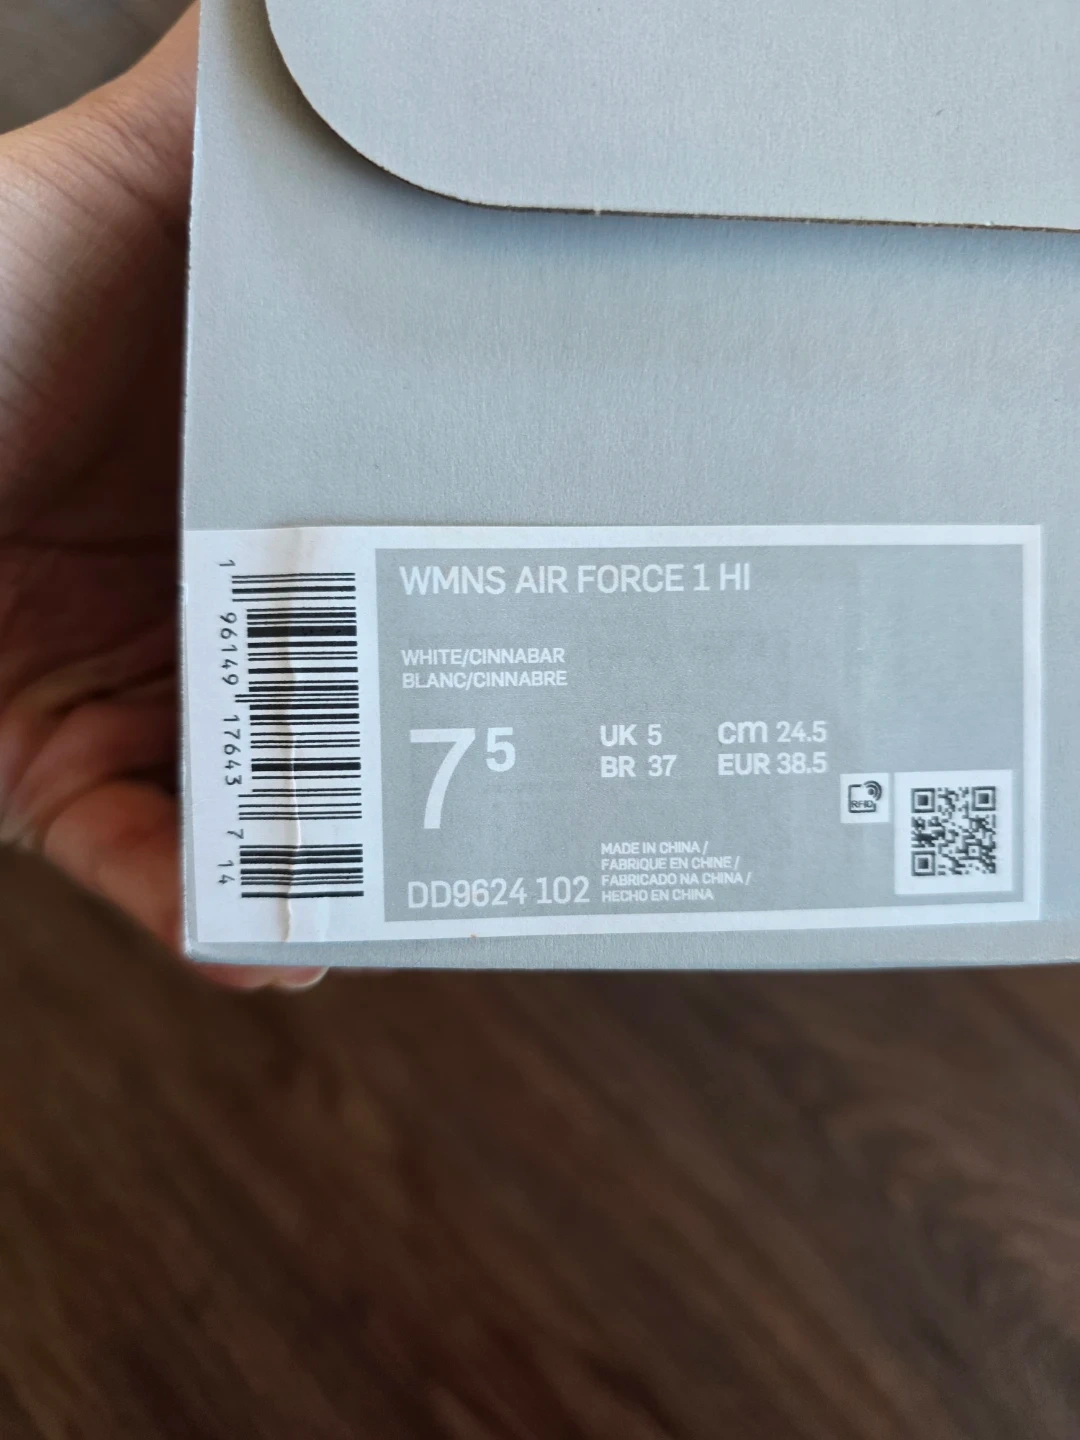 1 96149 17643 7 14
WMNS AIR FORCE 1 HI
WHITE/CINNABAR
BLANC/CINNABRE
7 5
UK 5
BR 37
cm 24.5
EUR 38.5
RFID
MADE IN CHINA /
FABRIQUE EN CHINE /
FABRICADO NA CHINA /
HECHO EN CHINA
DD9624 102